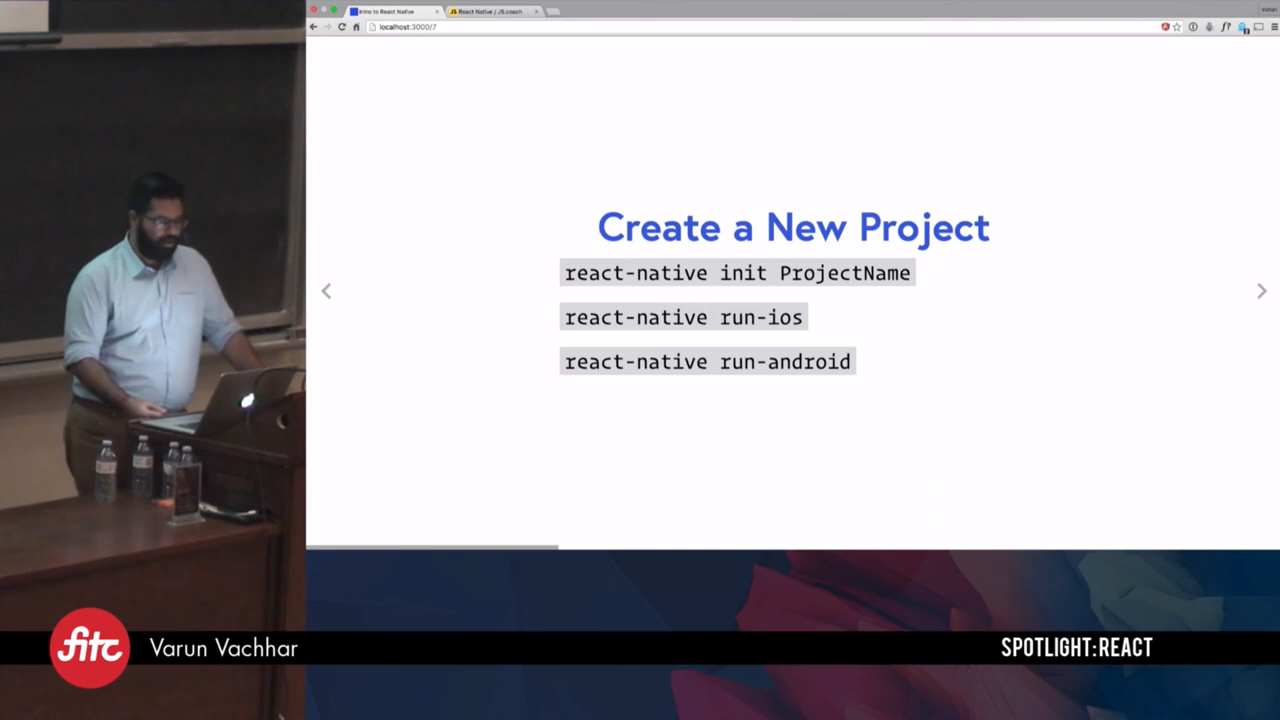 Intro to React Native
React Native / JS.coach
varun
localhost:3000/7
f?
Create a New Project
react-native init ProjectName
react-native run-ios
react-native run-android
fitc
Varun Vachhar
SPOTLIGHT:REACT